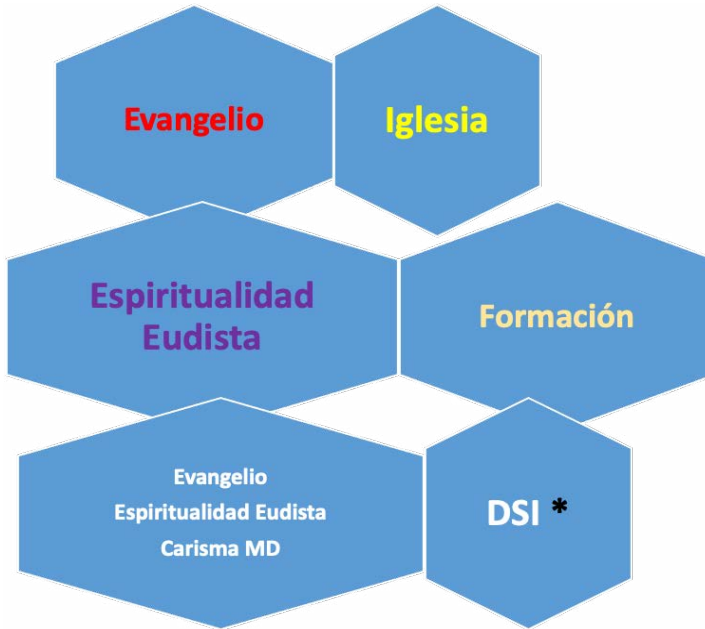 Evangelio
Iglesia
Espiritualidad
Eudista
Formación
Evangelio
Espiritualidad Eudista
Carisma MD
DSI *